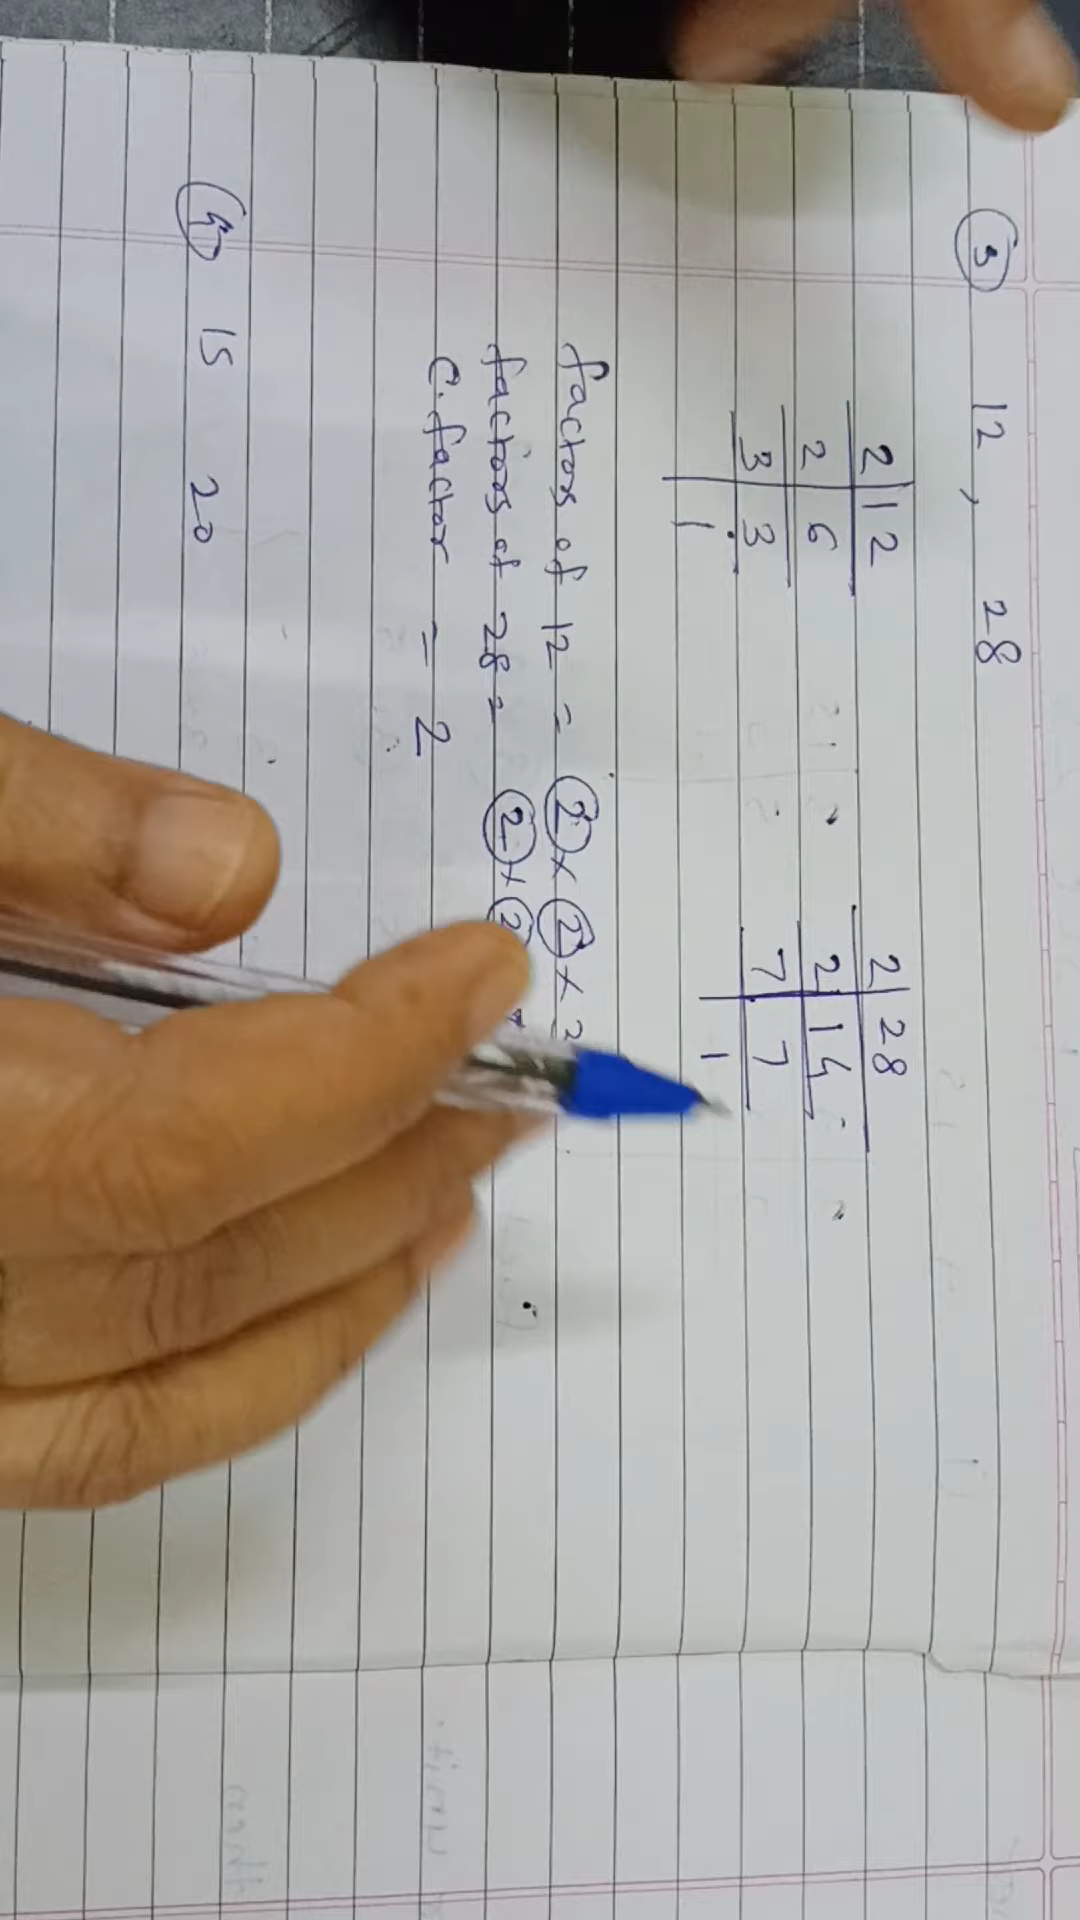 3 12, 28
2 12 2 28
2 6 2 14
3 3 7 7
1 1
factors of 12 = 2 × 2 × 3
factors of 28 = 2 × 2 ×
C.factor = 2
4 15 20